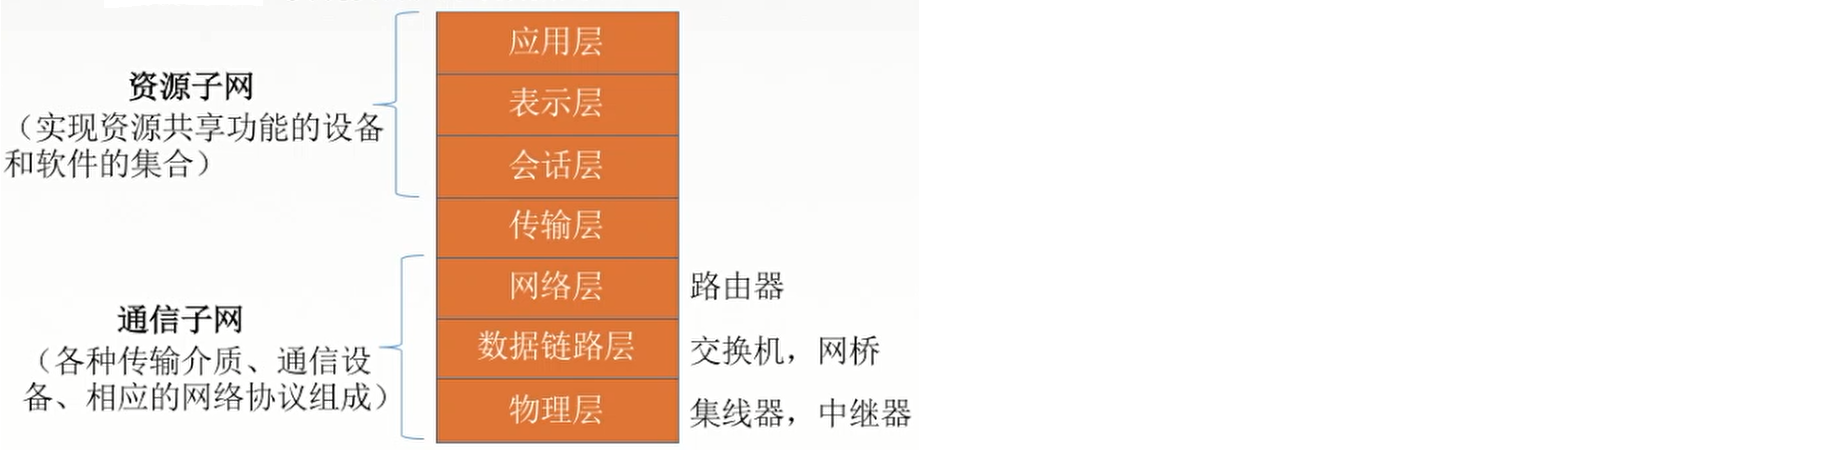 应用层
表示层
会话层
传输层
网络层
数据链路层
物理层
资源子网
（实现资源共享功能的设备
和软件的集合）
通信子网
（各种传输介质、通信设
备、相应的网络协议组成）
路由器
交换机，网桥
集线器，中继器